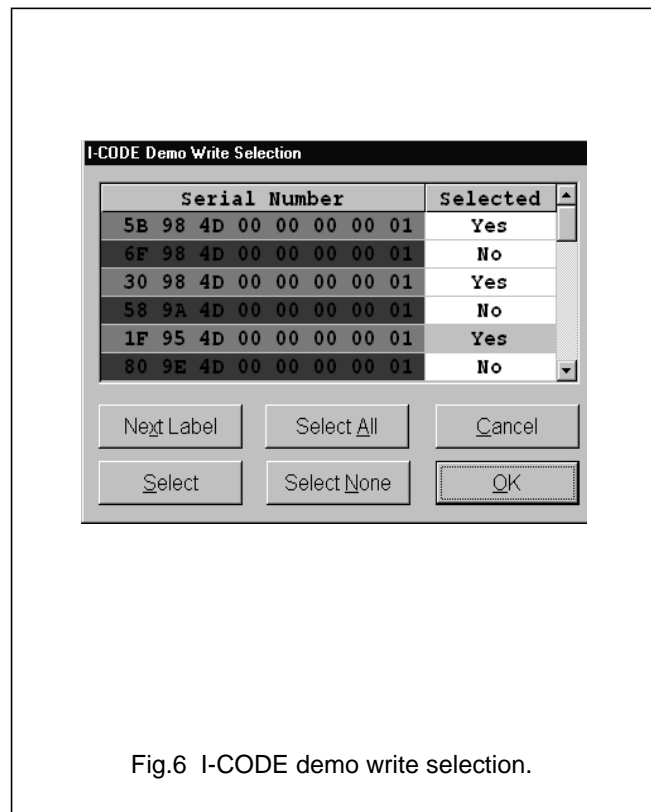 I-CODE Demo Write Selection
Serial Number Selected
5B 98 4D 00 00 00 00 01 Yes
6F 98 4D 00 00 00 00 01 No
30 98 4D 00 00 00 00 01 Yes
58 9A 4D 00 00 00 00 01 No
1F 95 4D 00 00 00 00 01 Yes
80 9E 4D 00 00 00 00 01 No
Next Label Select All Cancel
Select Select None OK
Fig.6 I-CODE demo write selection.